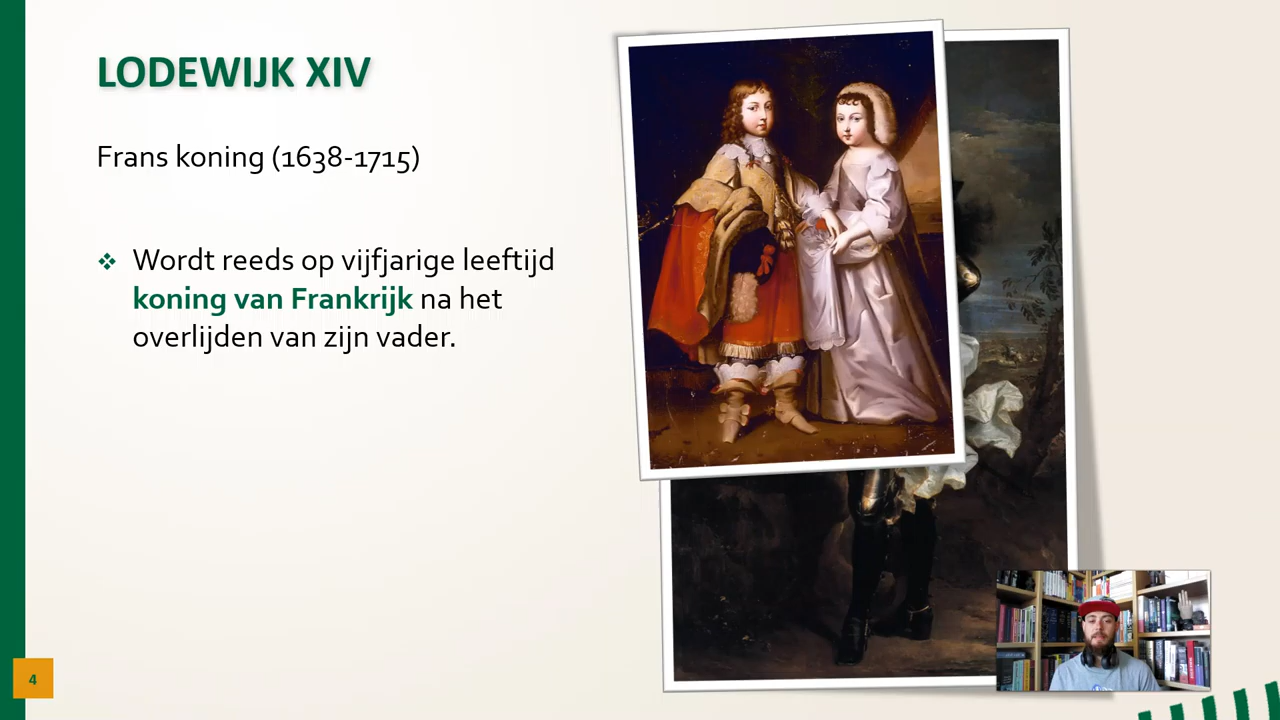 LODEWIJK XIV
Frans koning (1638-1715)
Wordt reeds op vijfjarige leeftijd
koning van Frankrijk na het
overlijden van zijn vader.
4